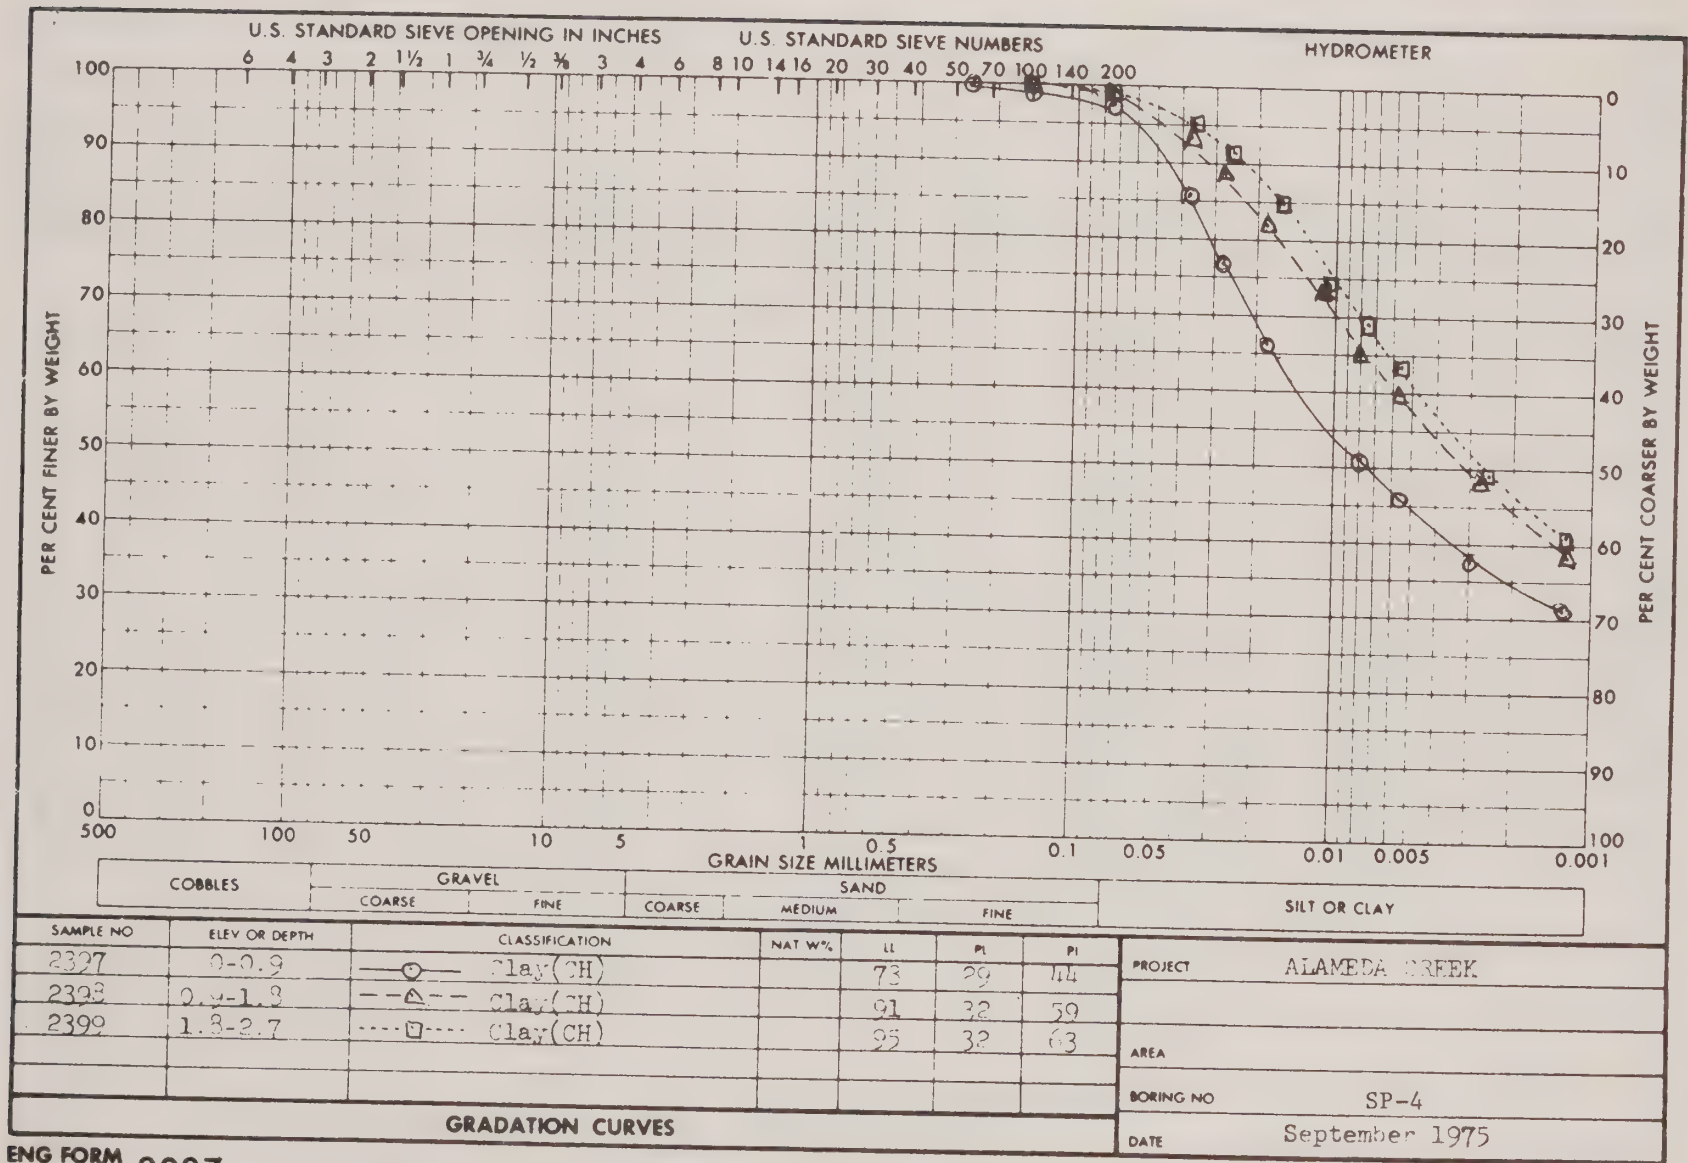 U.S. STANDARD SIEVE OPENING IN INCHES U.S. STANDARD SIEVE NUMBERS HYDROMETER
6 4 3 2 1½ 1 ¾ ½ ⅜ 3 4 6 8 10 14 16 20 30 40 50 70 100 140 200
100 0
90 10
80 20
70 30
60 40
50 50
40 60
30 70
20 80
10 90
0 100
PER CENT FINER BY WEIGHT
PER CENT COARSER BY WEIGHT
500 100 50 10 5 1 0.5 0.1 0.05 0.01 0.005 0.001
GRAIN SIZE MILLIMETERS
COBBLES GRAVEL SAND SILT OR CLAY
COARSE FINE COARSE MEDIUM FINE
SAMPLE NO ELEV OR DEPTH CLASSIFICATION NAT W% LL PL PI
2397 0-0.9 Clay(CH) 73 29 44
2398 0.9-1.8 Clay(CH) 91 32 59
2399 1.8-2.7 Clay(CH) 95 32 63
PROJECT ALAMEDA CREEK
AREA
BORING NO SP-4
GRADATION CURVES
DATE September 1975
ENG FORM